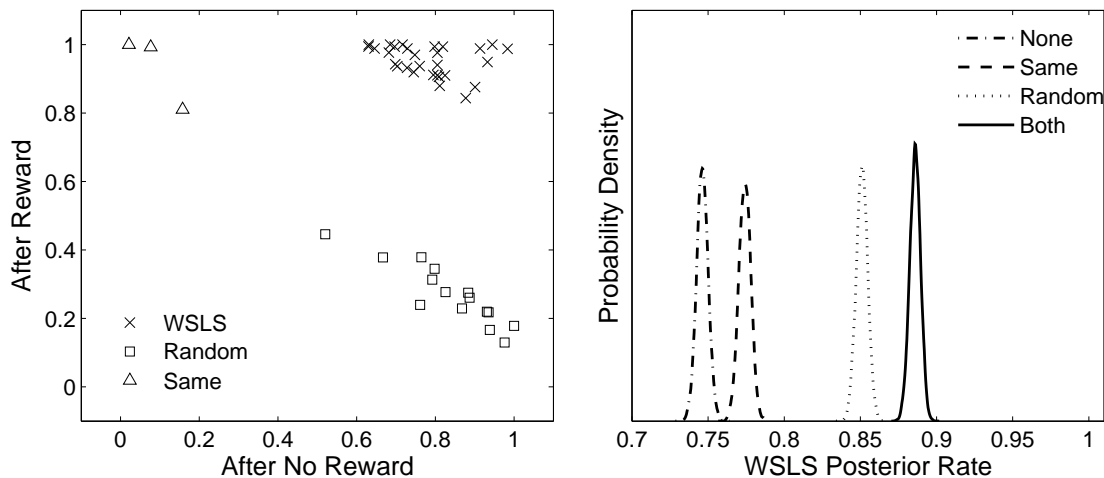 After Reward
1
0.8
0.6
0.4
0.2
0
WSLS
Random
Same
0
0.2
0.4
0.6
0.8
1
After No Reward
Probability Density
None
Same
Random
Both
0.7
0.75
0.8
0.85
0.9
0.95
1
WSLS Posterior Rate